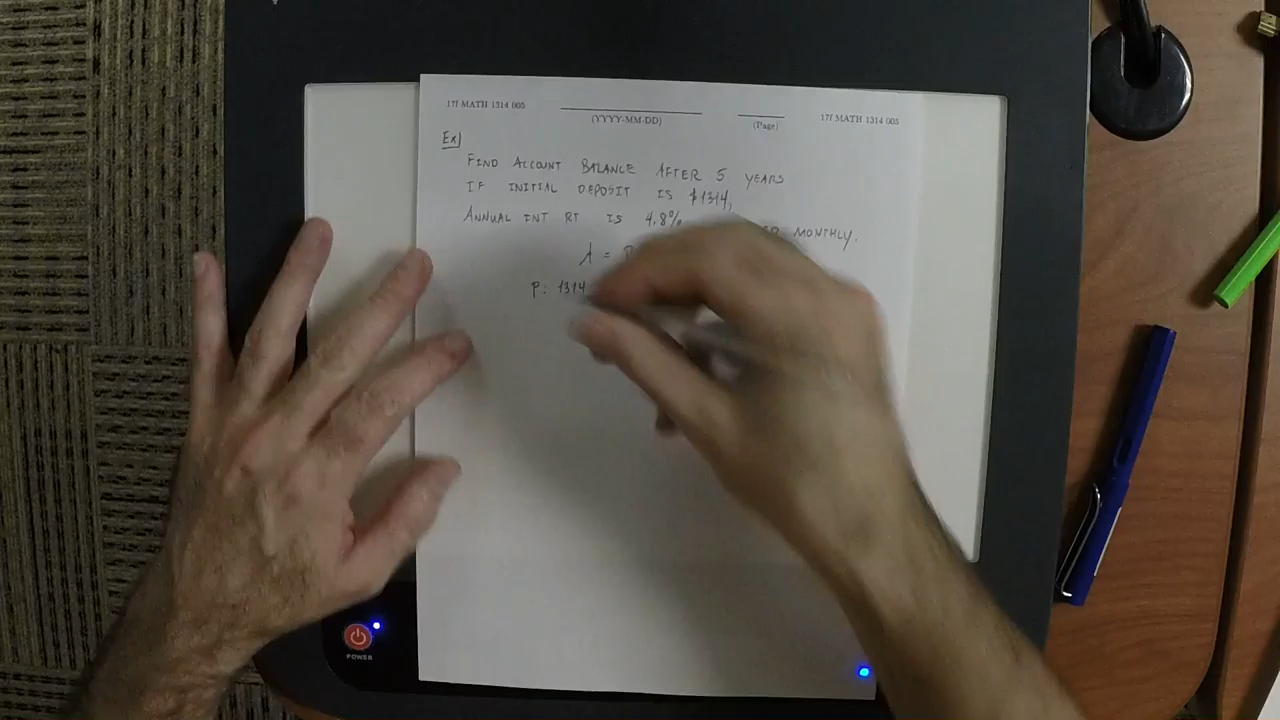 17f MATH 1314 005
(YYYY-MM-DD)
(Page)
17f MATH 1314 005
Ex)
FIND ACCOUNT BALANCE AFTER 5 YEARS
IF INITIAL DEPOSIT IS $1314,
ANNUAL INT RT IS 4.8% MONTHLY.
A = P
P: 1314
POWER